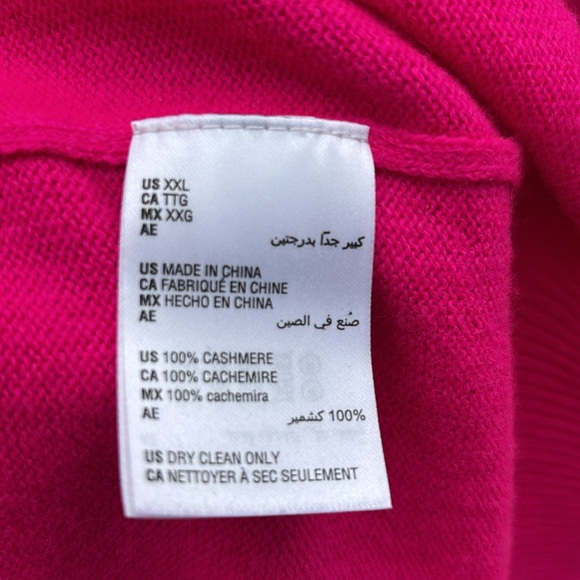 US XXL
CA TTG
MX XXG
AE
كبير جداً بدرجتين
US MADE IN CHINA
CA FABRIQUÉ EN CHINE
MX HECHO EN CHINA
AE
صُنع في الصين
US 100% CASHMERE
CA 100% CACHEMIRE
MX 100% cachemira
AE 100% كشمير
US DRY CLEAN ONLY
CA NETTOYER À SEC SEULEMENT